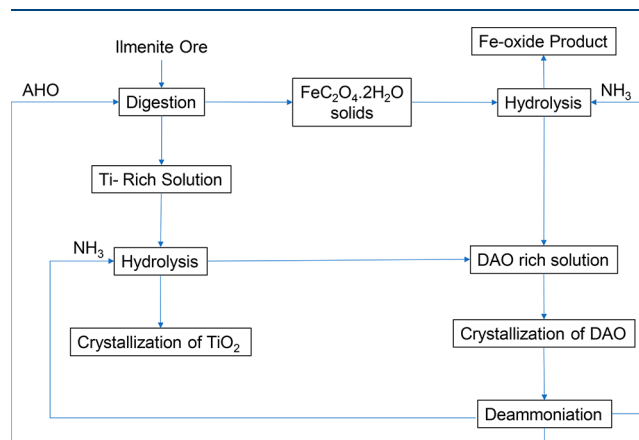 Ilmenite Ore
Fe-oxide Product
AHO
Digestion
FeC₂O₄.2H₂O
solids
Hydrolysis
NH₃
Ti- Rich Solution
NH₃
Hydrolysis
DAO rich solution
Crystallization of TiO₂
Crystallization of DAO
Deammoniation